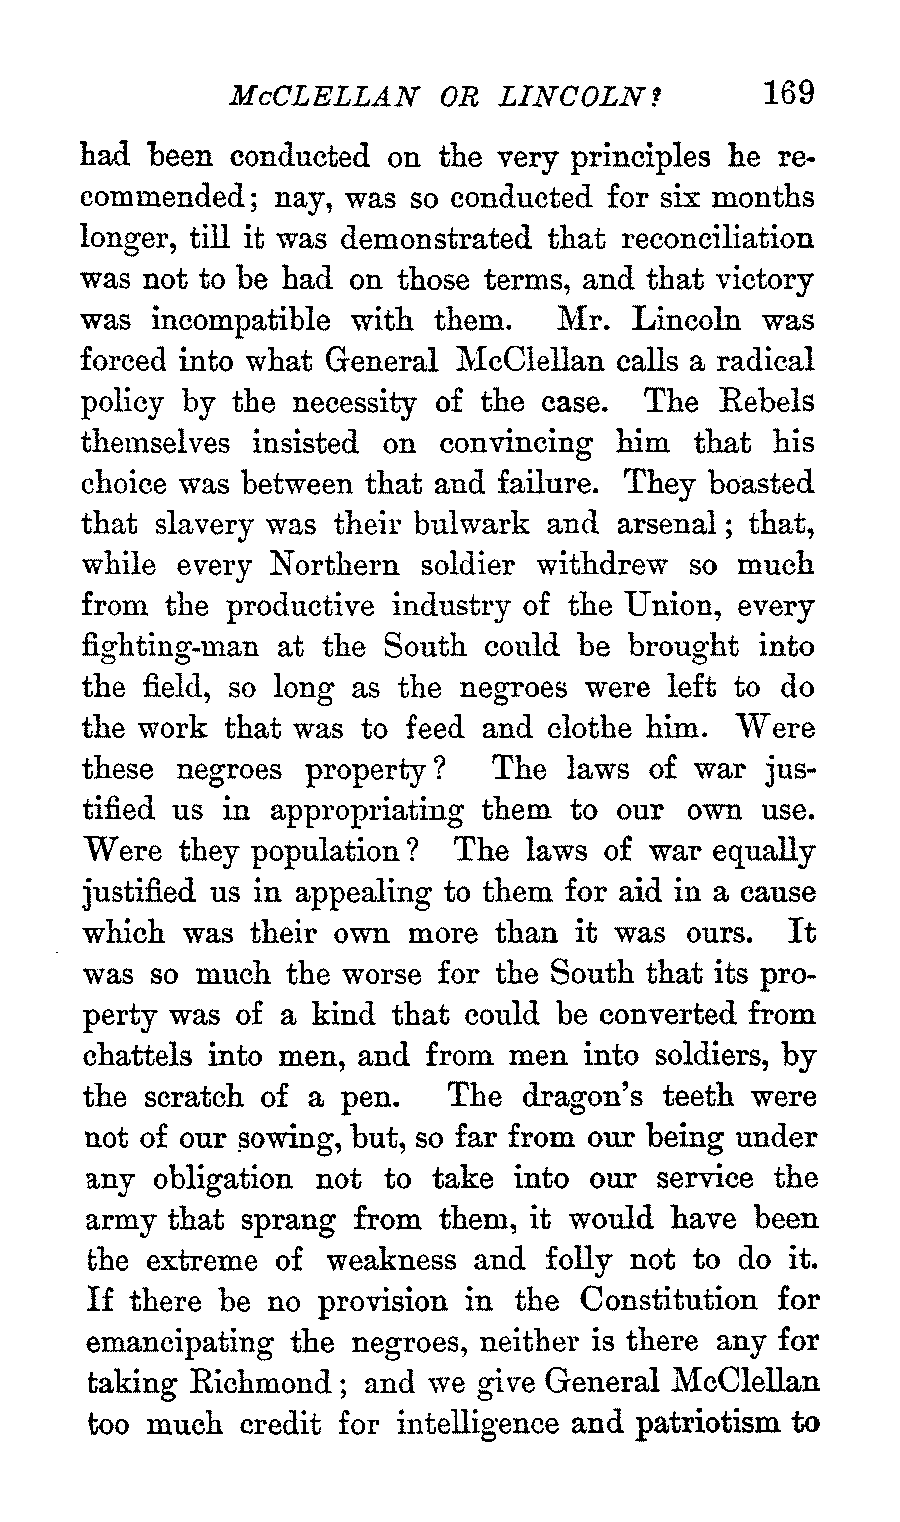 McCLELLAN OR LINCOLN? 169
had been conducted on the very principles he re-
commended; nay, was so conducted for six months
longer, till it was demonstrated that reconciliation
was not to be had on those terms, and that victory
was incompatible with them. Mr. Lincoln was
forced into what General McClellan calls a radical
policy by the necessity of the case. The Rebels
themselves insisted on convincing him that his
choice was between that and failure. They boasted
that slavery was their bulwark and arsenal; that,
while every Northern soldier withdrew so much
from the productive industry of the Union, every
fighting-man at the South could be brought into
the field, so long as the negroes were left to do
the work that was to feed and clothe him. Were
these negroes property? The laws of war jus-
tified us in appropriating them to our own use.
Were they population? The laws of war equally
justified us in appealing to them for aid in a cause
which was their own more than it was ours. It
was so much the worse for the South that its pro-
perty was of a kind that could be converted from
chattels into men, and from men into soldiers, by
the scratch of a pen. The dragon's teeth were
not of our sowing, but, so far from our being under
any obligation not to take into our service the
army that sprang from them, it would have been
the extreme of weakness and folly not to do it.
If there be no provision in the Constitution for
emancipating the negroes, neither is there any for
taking Richmond; and we give General McClellan
too much credit for intelligence and patriotism to